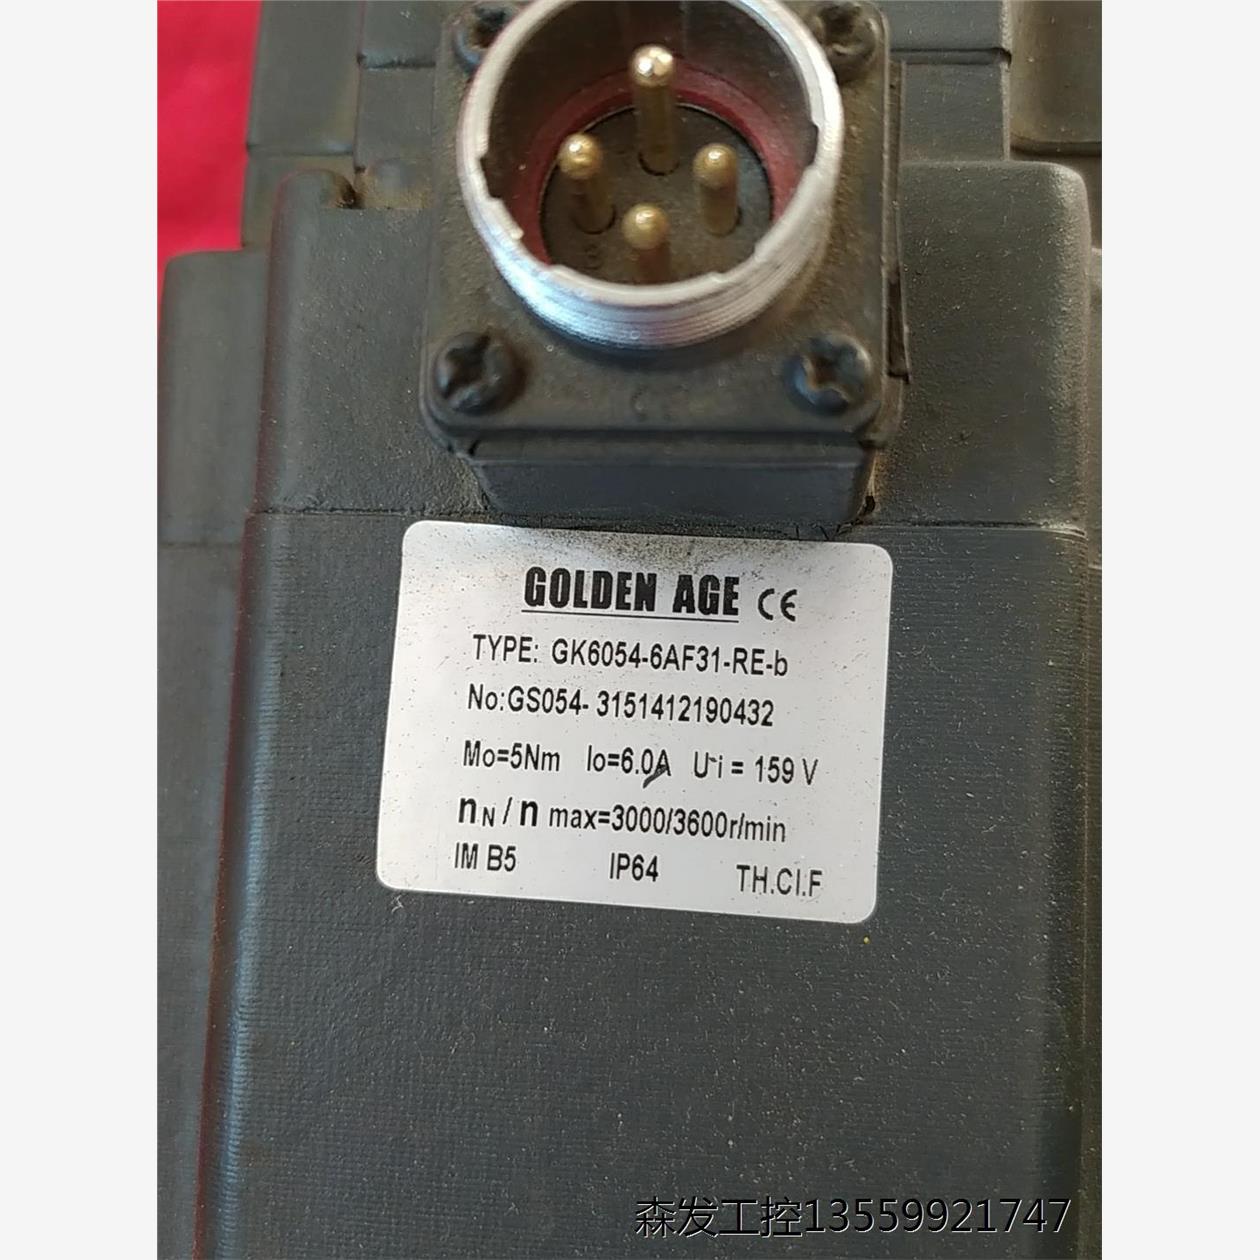 GOLDEN AGE CE
TYPE: GK6054-6AF31-RE-b
No:GS054- 3151412190432
Mo=5Nm Io=6.0A U-i = 159 V
nN / n max=3000/3600r/min
IM B5 IP64 TH.CI.F
森发工控13559921747